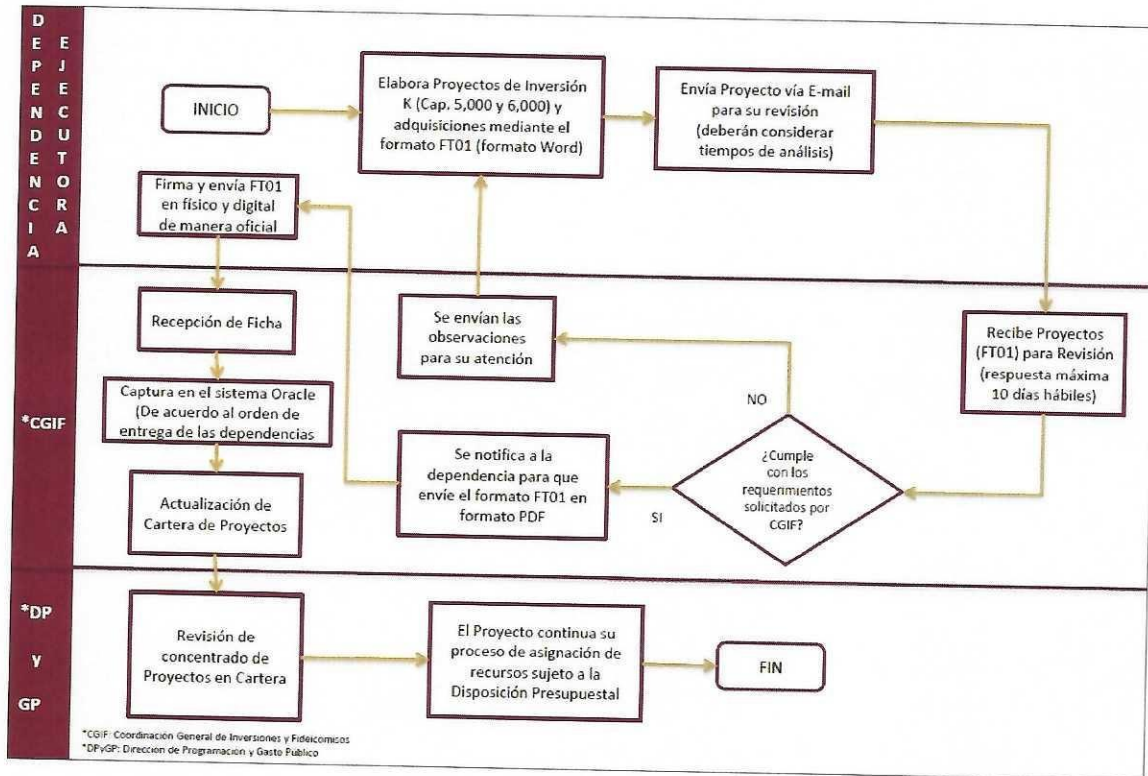 DEPENDENCIA
EJECUTORA
INICIO
Elabora Proyectos de Inversión
K (Cap. 5,000 y 6,000) y
adquisiciones mediante el
formato FT01 (formato Word)
Envía Proyecto vía E-mail
para su revisión
(deberán considerar
tiempos de análisis)
Firma y envía FT01
en físico y digital
de manera oficial
*CGIF
Recepción de Ficha
Se envían las
observaciones
para su atención
Recibe Proyectos
(FT01) para Revisión
(respuesta máxima
10 días hábiles)
Captura en el sistema Oracle
(De acuerdo al orden de
entrega de las dependencias
NO
¿Cumple
con los
requerimientos
solicitados por
CGIF?
SI
Se notifica a la
dependencia para que
envíe el formato FT01 en
formato PDF
Actualización de
Cartera de Proyectos
*DP
y
GP
Revisión de
concentrado de
Proyectos en Cartera
El Proyecto continua su
proceso de asignación de
recursos sujeto a la
Disposición Presupuestal
FIN
*CGIF: Coordinación General de Inversiones y Fideicomisos
*DPyGP: Dirección de Programación y Gasto Público